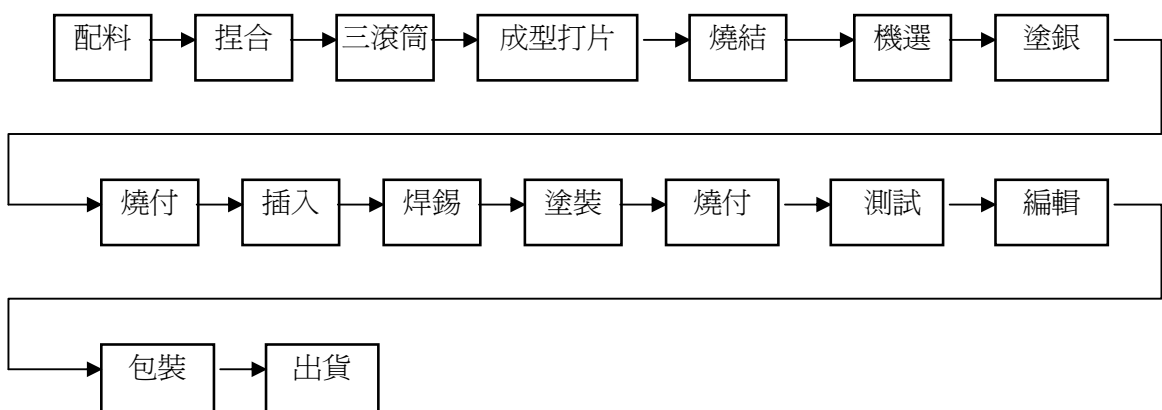 配料 捏合 三滾筒 成型打片 燒結 機選 塗銀
燒付 插入 焊錫 塗裝 燒付 測試 編輯
包裝 出貨